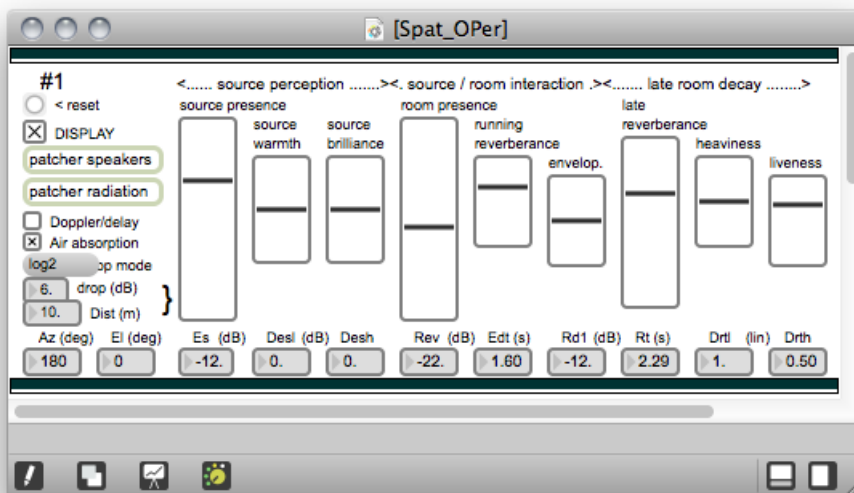 [Spat_OPer]
#1
<...... source perception .......><. source / room interaction .><....... late room decay ........>
< reset
source presence
room presence
late
reverberance
DISPLAY
source
warmth
source
brilliance
running
reverberance
heaviness
patcher speakers
envelop.
liveness
patcher radiation
Doppler/delay
Air absorption
log2
op mode
6. drop (dB)
}
10. Dist (m)
Az (deg) El (deg) Es (dB) Desl (dB) Desh Rev (dB) Edt (s) Rd1 (dB) Rt (s) Drtl (lin) Drth
180 0 -12. 0. 0. -22. 1.60 -12. 2.29 1. 0.50